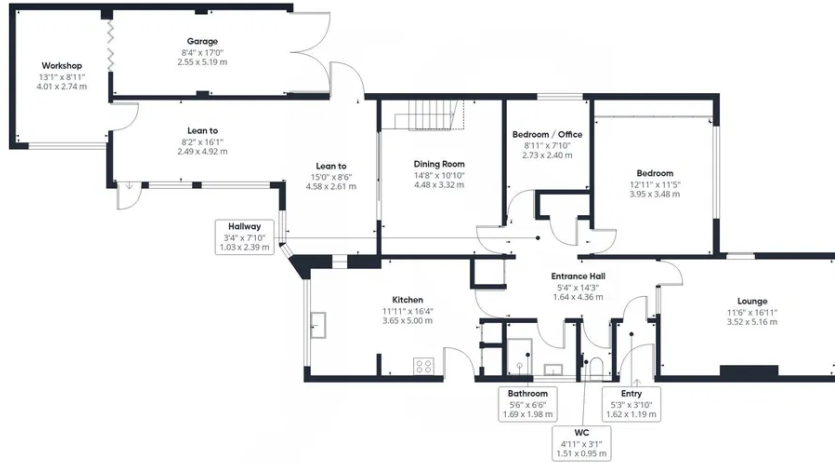 Garage
8'4" x 17'0"
2.55 x 5.19 m
Workshop
13'1" x 8'11"
4.01 x 2.74 m
Lean to
8'2" x 16'1"
2.49 x 4.92 m
Lean to
15'0" x 8'6"
4.58 x 2.61 m
Dining Room
14'8" x 10'10"
4.48 x 3.32 m
Bedroom / Office
8'11" x 7'10"
2.73 x 2.40 m
Bedroom
12'11" x 11'5"
3.95 x 3.48 m
Hallway
3'4" x 7'10"
1.03 x 2.39 m
Entrance Hall
5'4" x 14'3"
1.64 x 4.36 m
Kitchen
11'11" x 16'4"
3.65 x 5.00 m
Lounge
11'6" x 16'11"
3.52 x 5.16 m
Bathroom
5'6" x 6'6"
1.69 x 1.98 m
Entry
5'3" x 3'10"
1.62 x 1.19 m
WC
4'11" x 3'1"
1.51 x 0.95 m